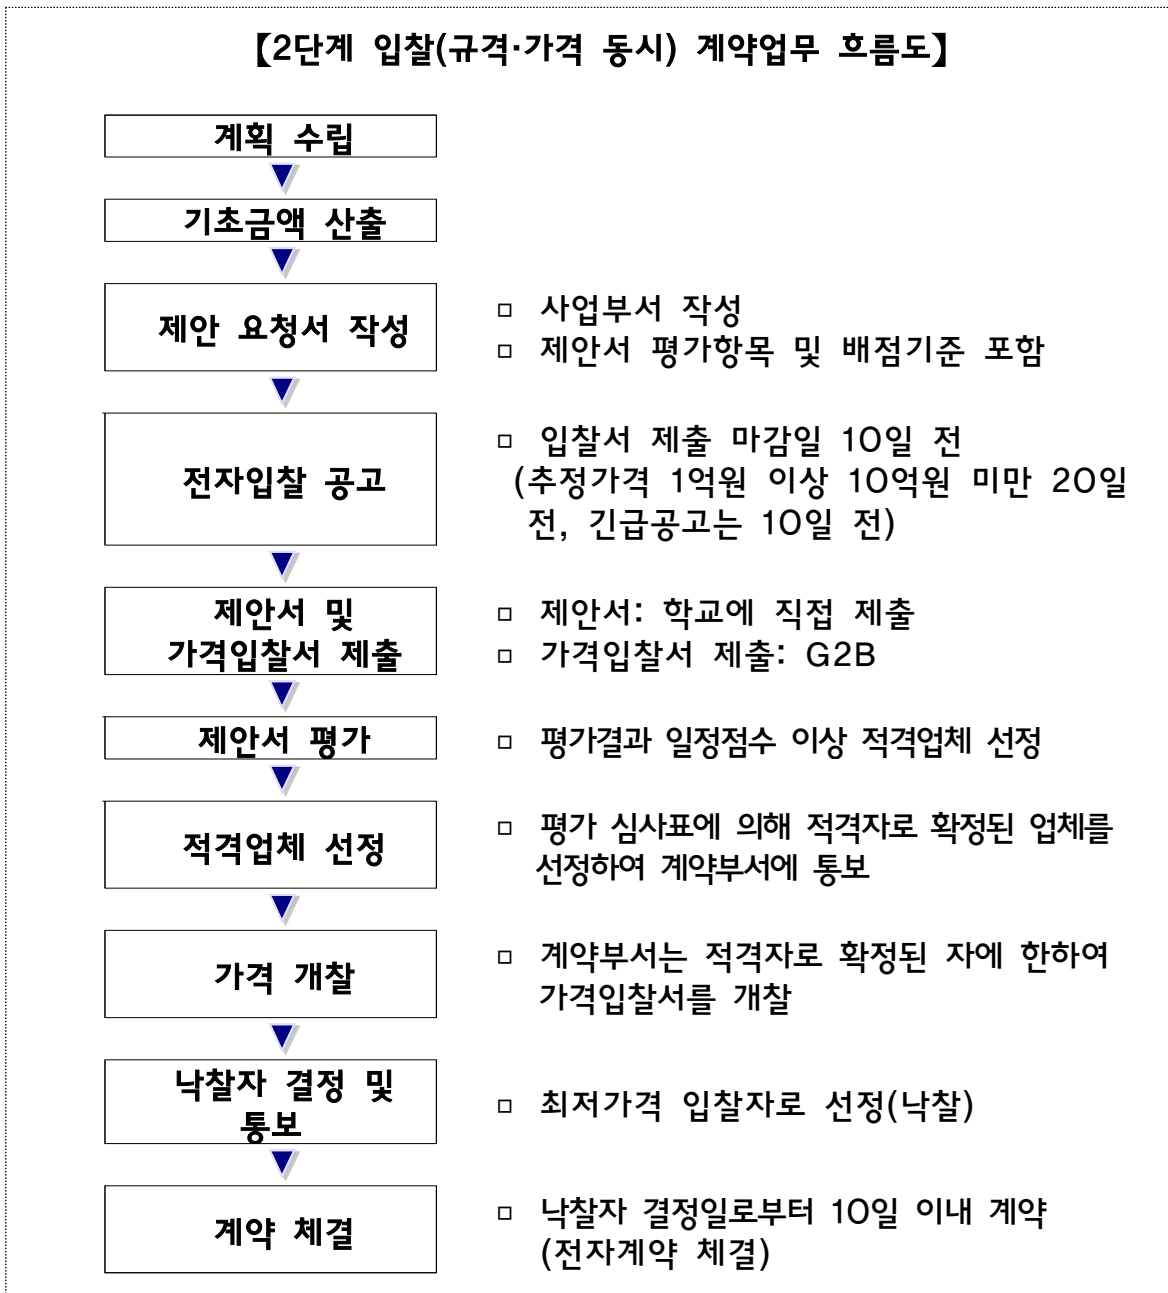 【2단계 입찰(규격·가격 동시) 계약업무 흐름도】
계획 수립
기초금액 산출
제안 요청서 작성
□ 사업부서 작성
□ 제안서 평가항목 및 배점기준 포함
전자입찰 공고
□ 입찰서 제출 마감일 10일 전
(추정가격 1억원 이상 10억원 미만 20일
전, 긴급공고는 10일 전)
제안서 및
가격입찰서 제출
□ 제안서: 학교에 직접 제출
□ 가격입찰서 제출: G2B
제안서 평가
□ 평가결과 일정점수 이상 적격업체 선정
적격업체 선정
□ 평가 심사표에 의해 적격자로 확정된 업체를
선정하여 계약부서에 통보
가격 개찰
□ 계약부서는 적격자로 확정된 자에 한하여
가격입찰서를 개찰
낙찰자 결정 및
통보
□ 최저가격 입찰자로 선정(낙찰)
계약 체결
□ 낙찰자 결정일로부터 10일 이내 계약
(전자계약 체결)